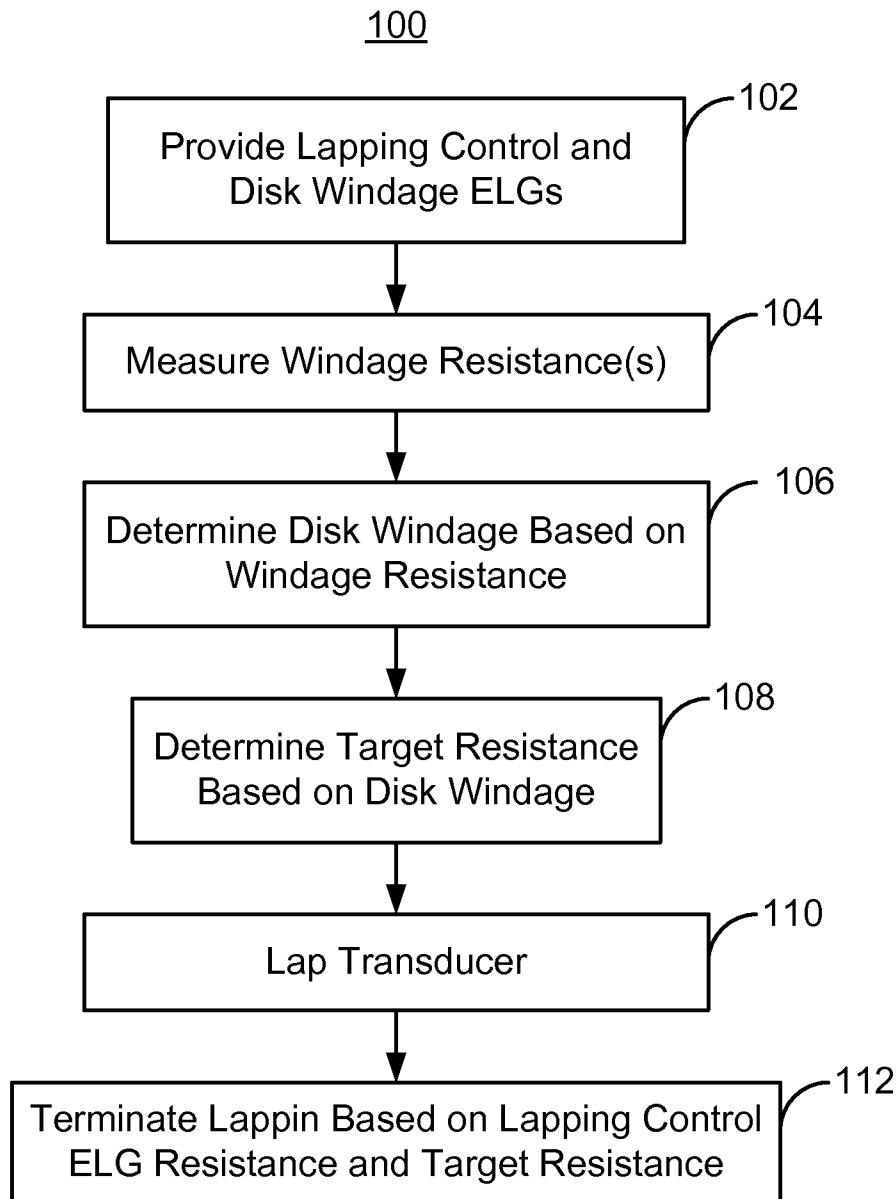 100
102
Provide Lapping Control and
Disk Windage ELGs
104
Measure Windage Resistance(s)
106
Determine Disk Windage Based on
Windage Resistance
108
Determine Target Resistance
Based on Disk Windage
110
Lap Transducer
112
Terminate Lappin Based on Lapping Control
ELG Resistance and Target Resistance